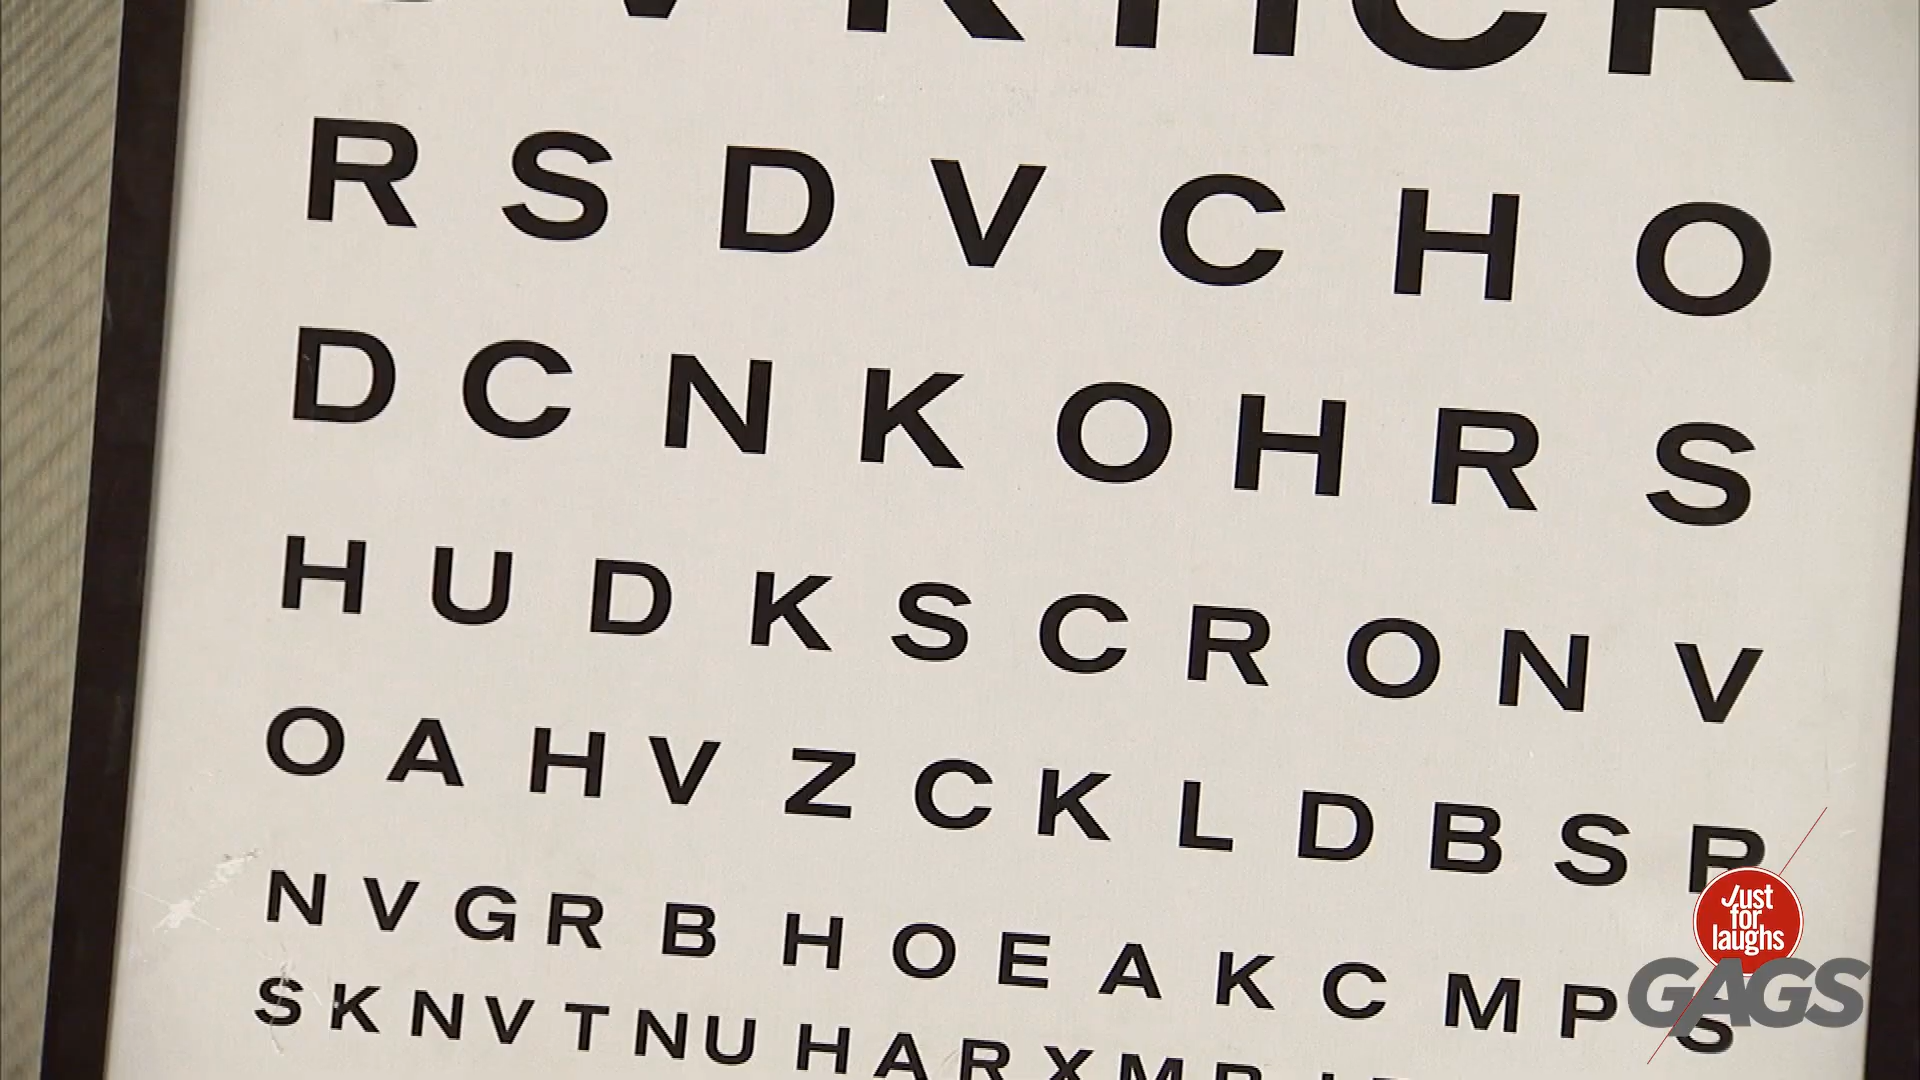 R S D V C H O
D C N K O H R S
H U D K S C R O N V
O A H V Z C K L D B S R
N V G R B H O E A K C M P S
S K N V T N U H A R X M
Just
for
laughs
GAGS